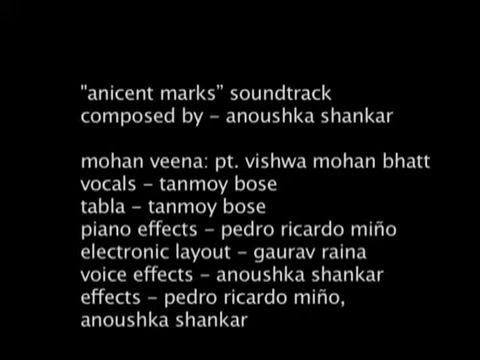 "anicent marks” soundtrack
composed by – anoushka shankar
mohan veena: pt. vishwa mohan bhatt
vocals – tanmoy bose
tabla – tanmoy bose
piano effects – pedro ricardo miño
electronic layout – gaurav raina
voice effects – anoushka shankar
effects – pedro ricardo miño,
anoushka shankar